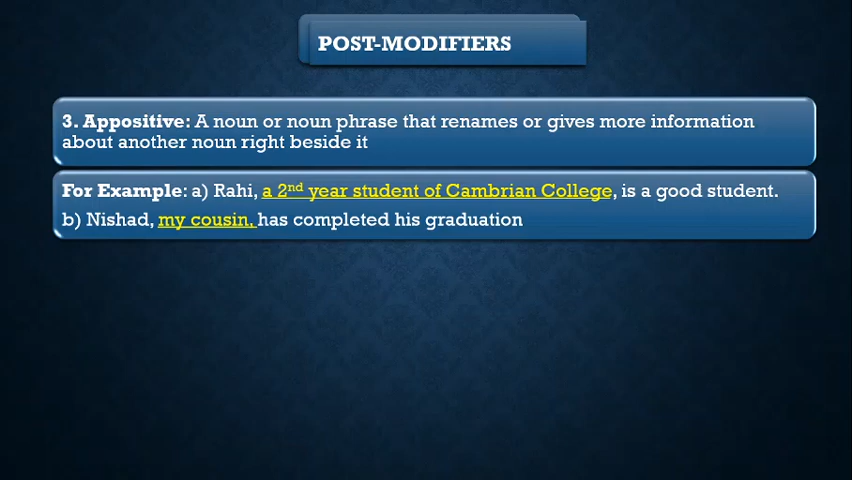 POST-MODIFIERS
3. Appositive: A noun or noun phrase that renames or gives more information
about another noun right beside it
For Example: a) Rahi, a 2nd year student of Cambrian College, is a good student.
b) Nishad, my cousin, has completed his graduation